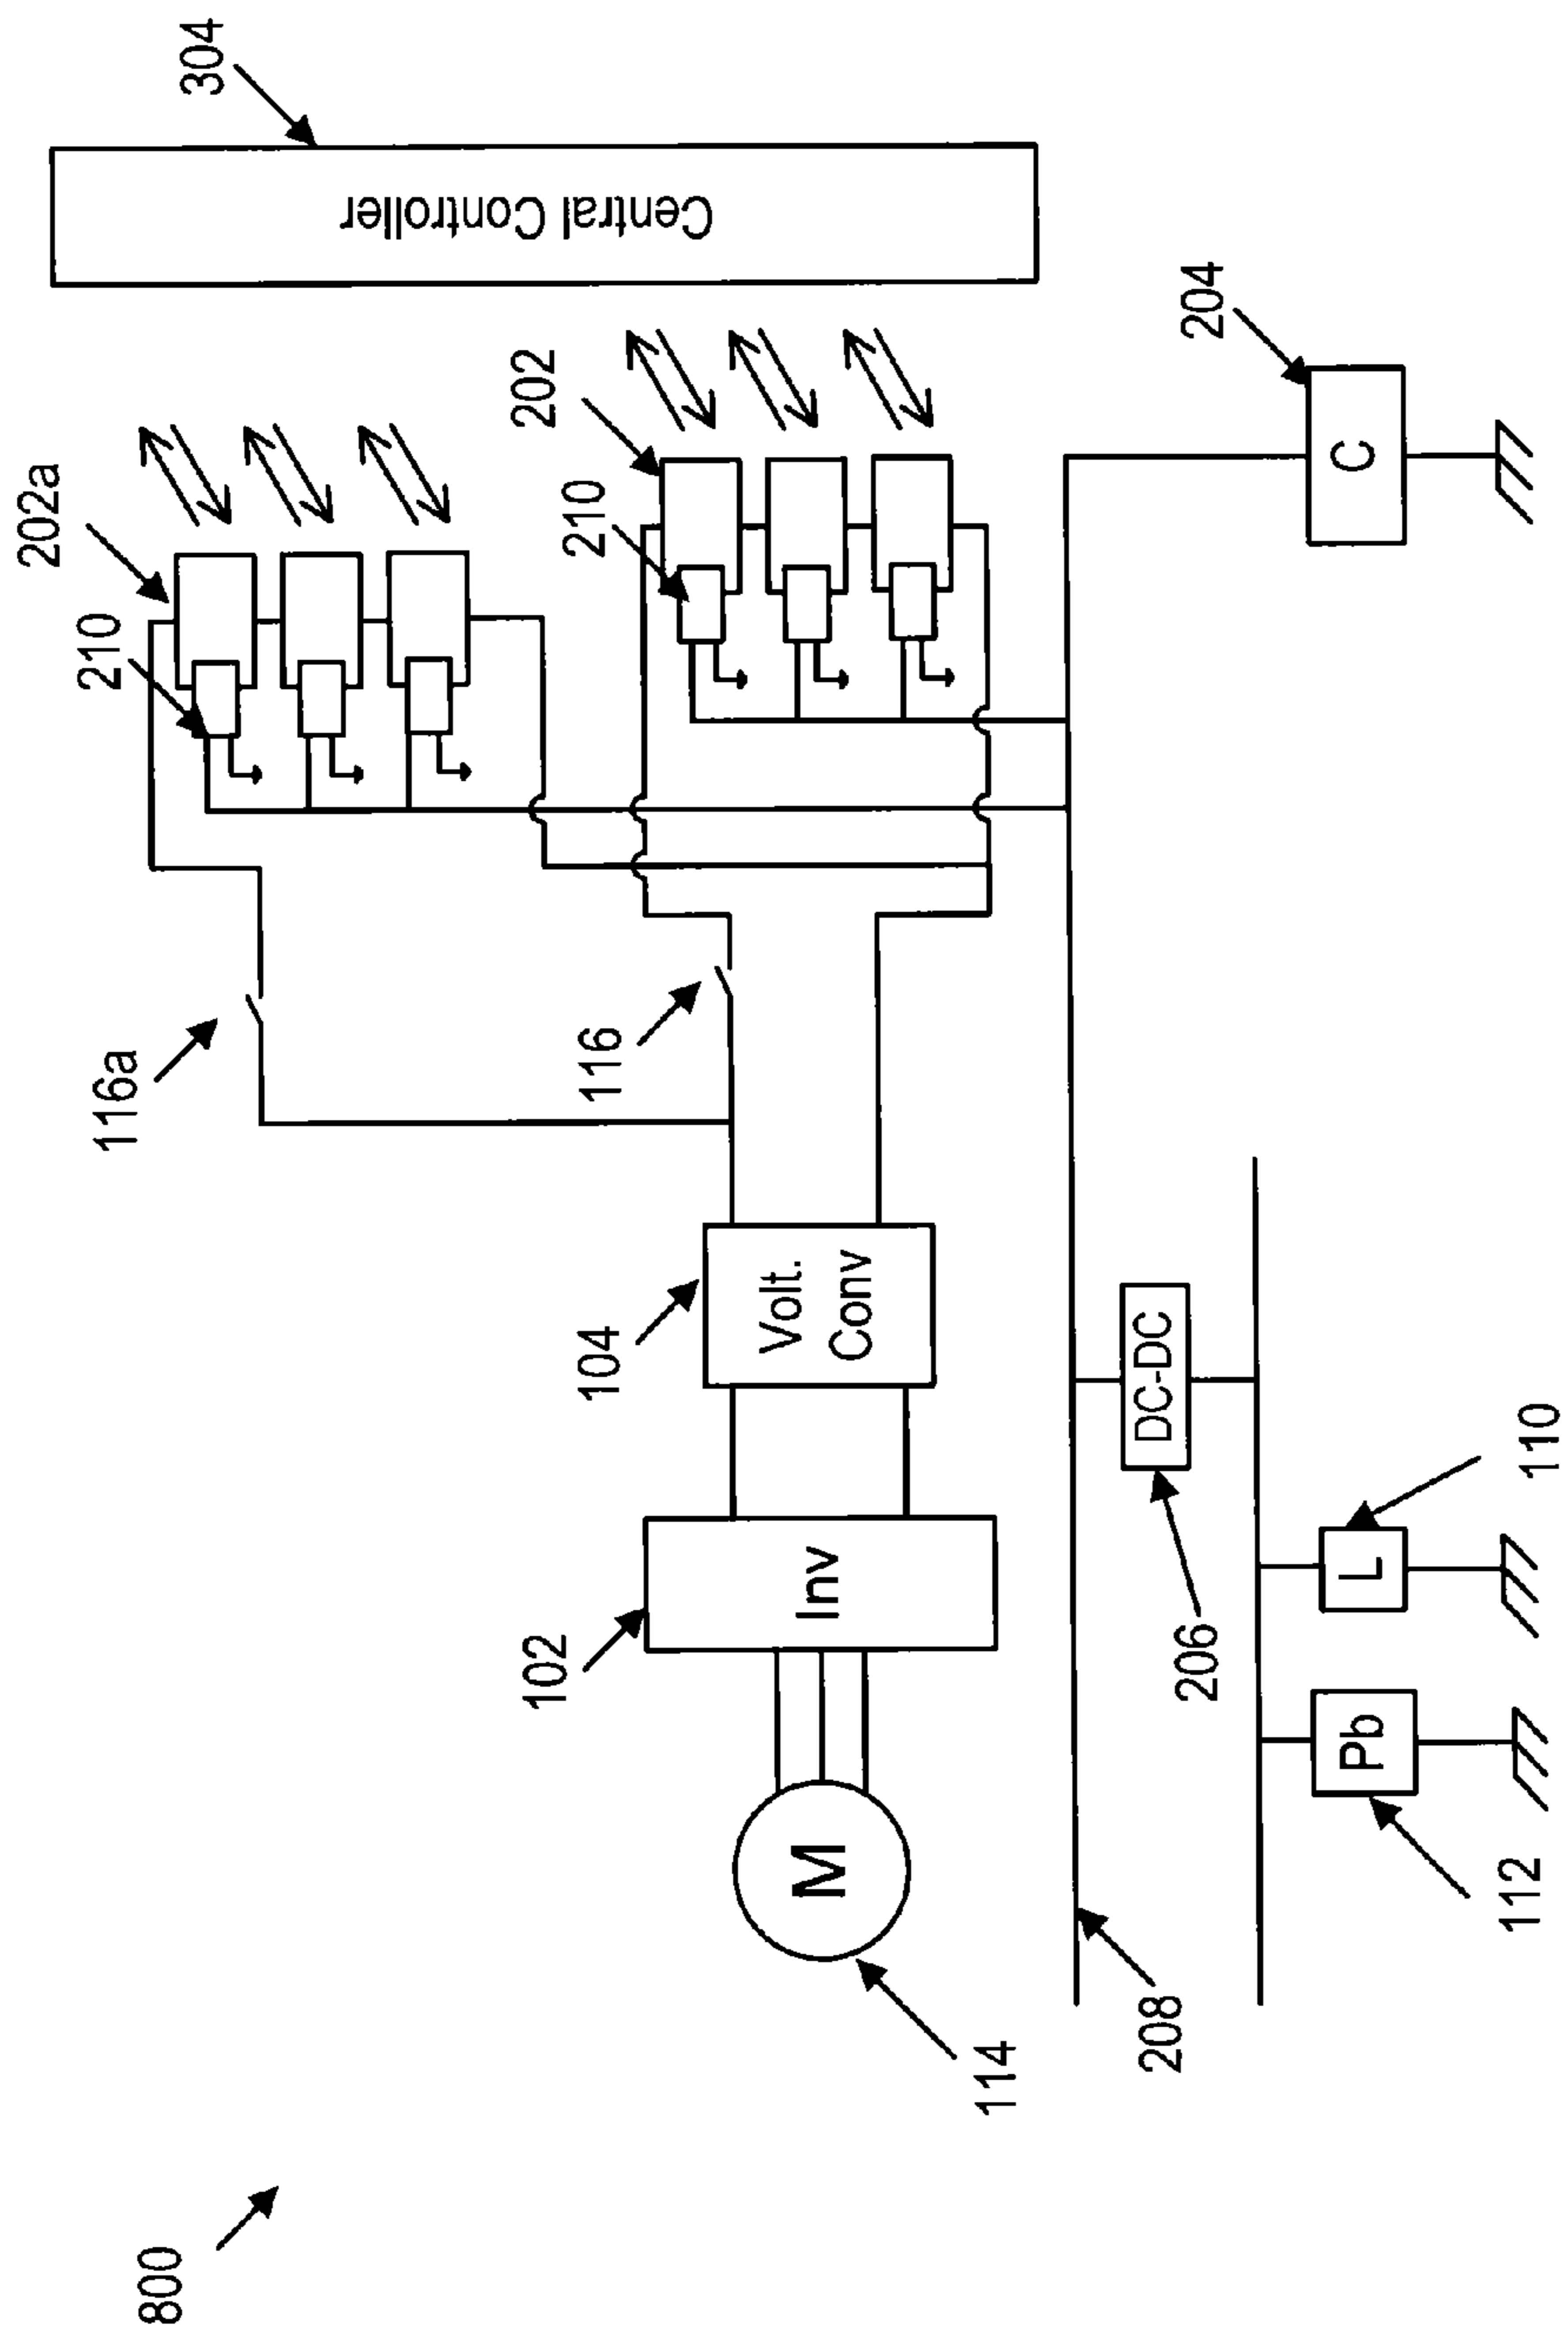 800
116a
210
202a
304
Central Controller
114
102
Inv
M
104
Volt.
Conv
116
210
202
208
206
DC-DC
204
C
112
Pb
110
L